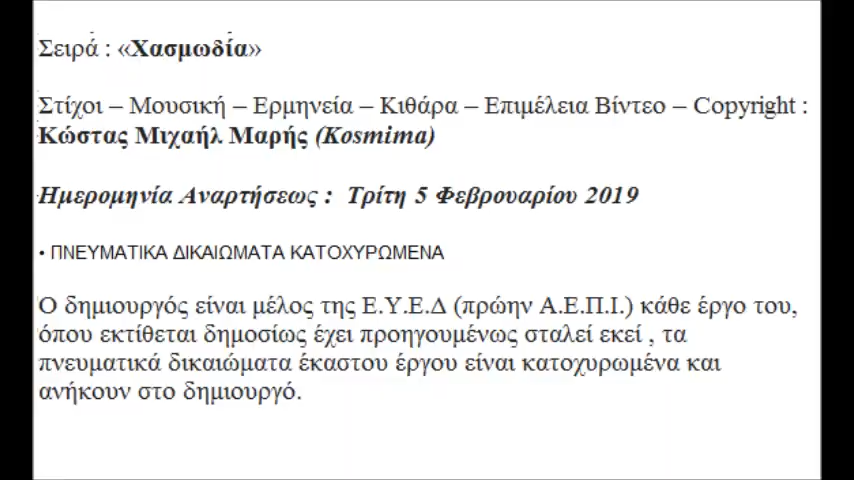 Σειρά : «Χασμωδία»
Στίχοι – Μουσική – Ερμηνεία – Κιθάρα – Επιμέλεια Βίντεο – Copyright :
Κώστας Μιχαήλ Μαρής (Kosmima)
Ημερομηνία Αναρτήσεως : Τρίτη 5 Φεβρουαρίου 2019
• ΠΝΕΥΜΑΤΙΚΑ ΔΙΚΑΙΩΜΑΤΑ ΚΑΤΟΧΥΡΩΜΕΝΑ
Ο δημιουργός είναι μέλος της Ε.Υ.Ε.Δ (πρώην Α.Ε.Π.Ι.) κάθε έργο του,
όπου εκτίθεται δημοσίως έχει προηγουμένως σταλεί εκεί , τα
πνευματικά δικαιώματα έκαστου έργου είναι κατοχυρωμένα και
ανήκουν στο δημιουργό.